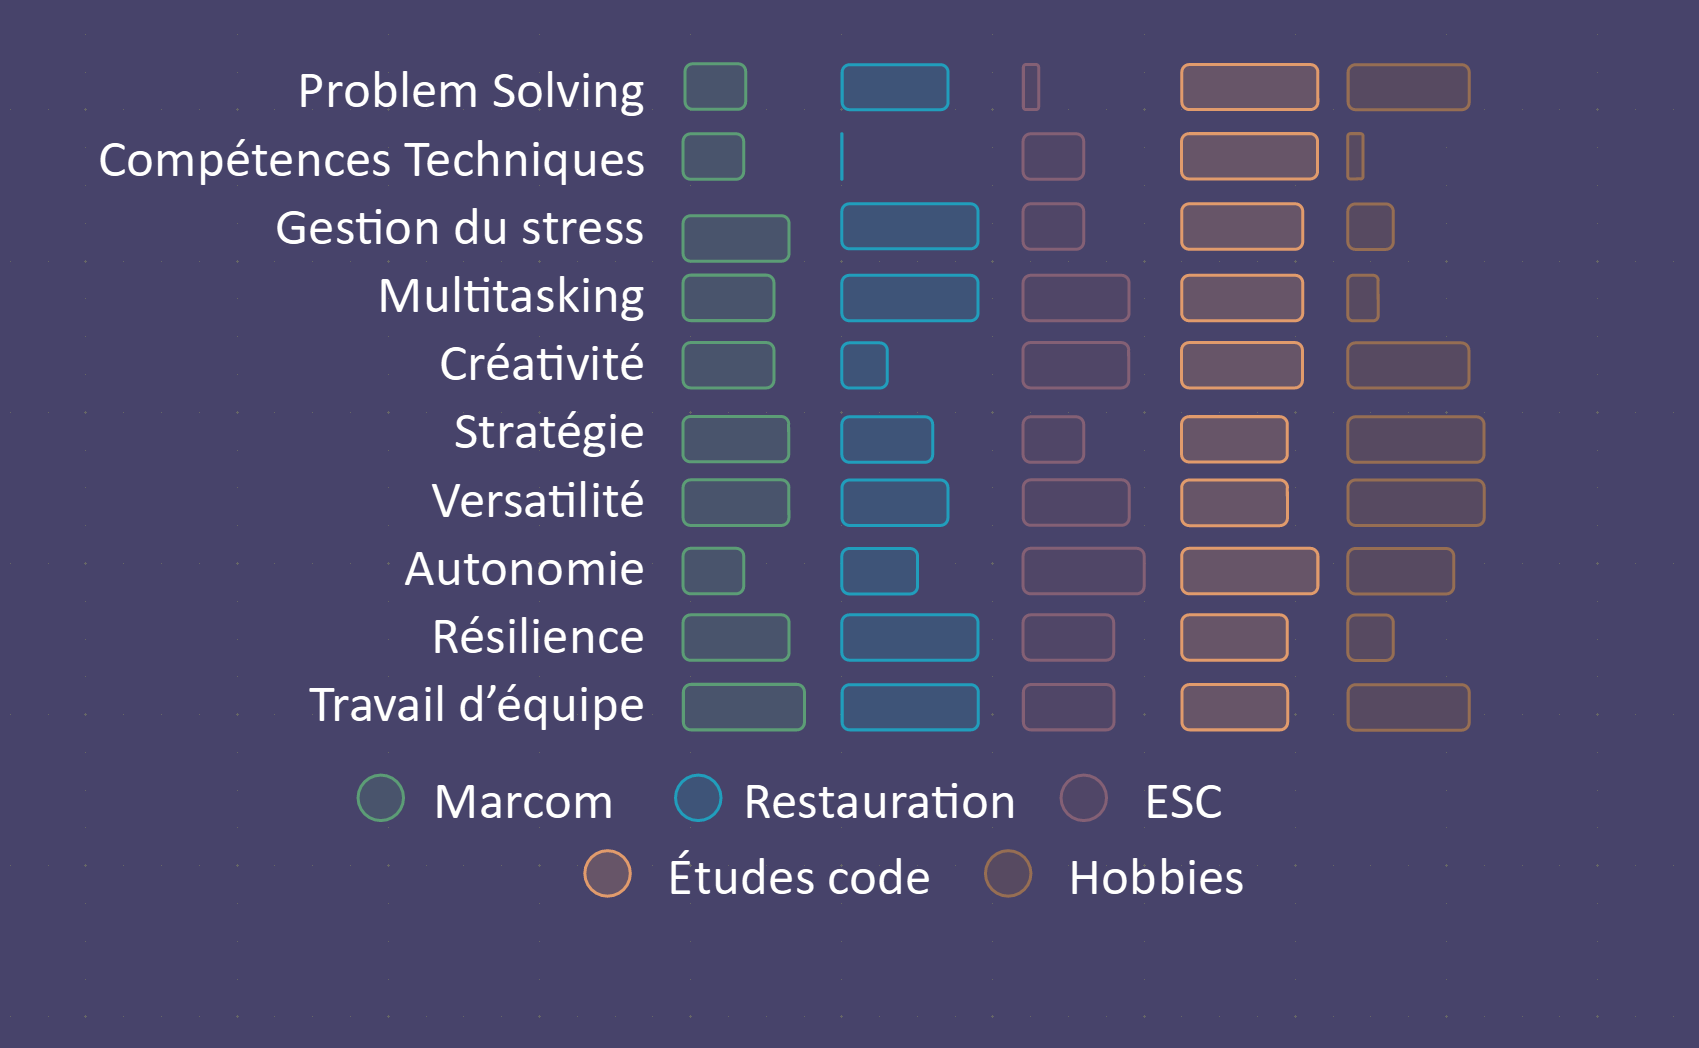 Problem Solving
Compétences Techniques
Gestion du stress
Multitasking
Créativité
Stratégie
Versatilité
Autonomie
Résilience
Travail d’équipe
Marcom Restauration ESC
Études code Hobbies